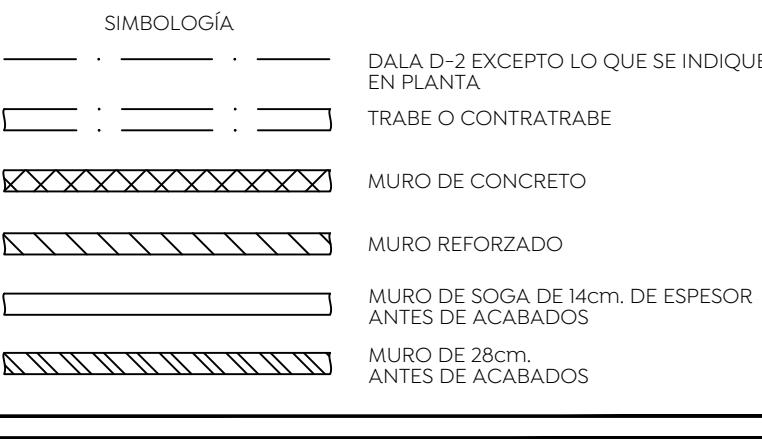 SIMBOLOGÍA
DALA D-2 EXCEPTO LO QUE SE INDIQUE
EN PLANTA
TRABE O CONTRATRABE
MURO DE CONCRETO
MURO REFORZADO
MURO DE SOGA DE 14cm. DE ESPESOR
ANTES DE ACABADOS
MURO DE 28cm.
ANTES DE ACABADOS